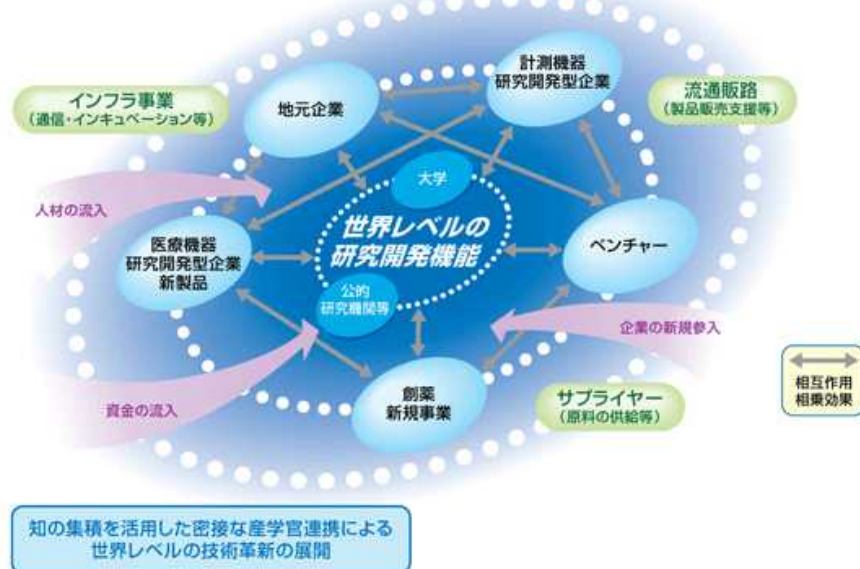 計測機器
研究開発型企業
地元企業
インフラ事業
(通信・インキュベーション等)
流通販路
(製品販売支援等)
大学
人材の流入
世界レベルの
研究開発機能
医療機器
研究開発型企業
新製品
ベンチャー
公的
研究機関等
企業の新規参入
資金の流入
創薬
新規事業
サプライヤー
(原料の供給等)
相互作用
相乗効果
知の集積を活用した密接な産学官連携による
世界レベルの技術革新の展開